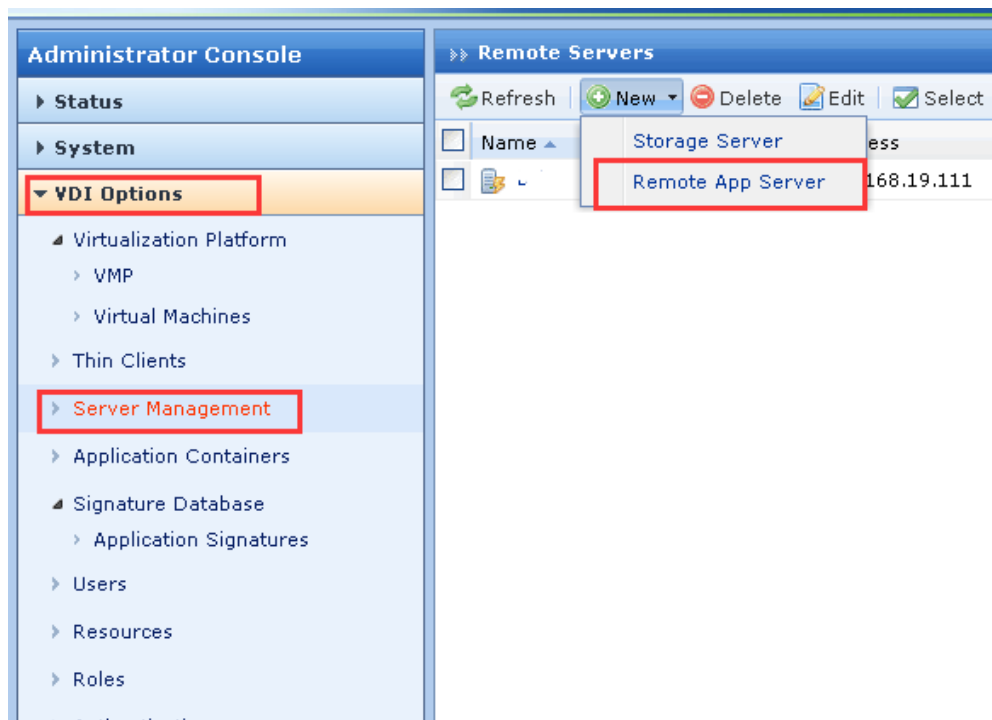 Administrator Console
Status
System
VDI Options
Virtualization Platform
VMP
Virtual Machines
Thin Clients
Server Management
Application Containers
Signature Database
Application Signatures
Users
Resources
Roles
Remote Servers
Refresh New Delete Edit Select
Name ess
Storage Server
Remote App Server
168.19.111